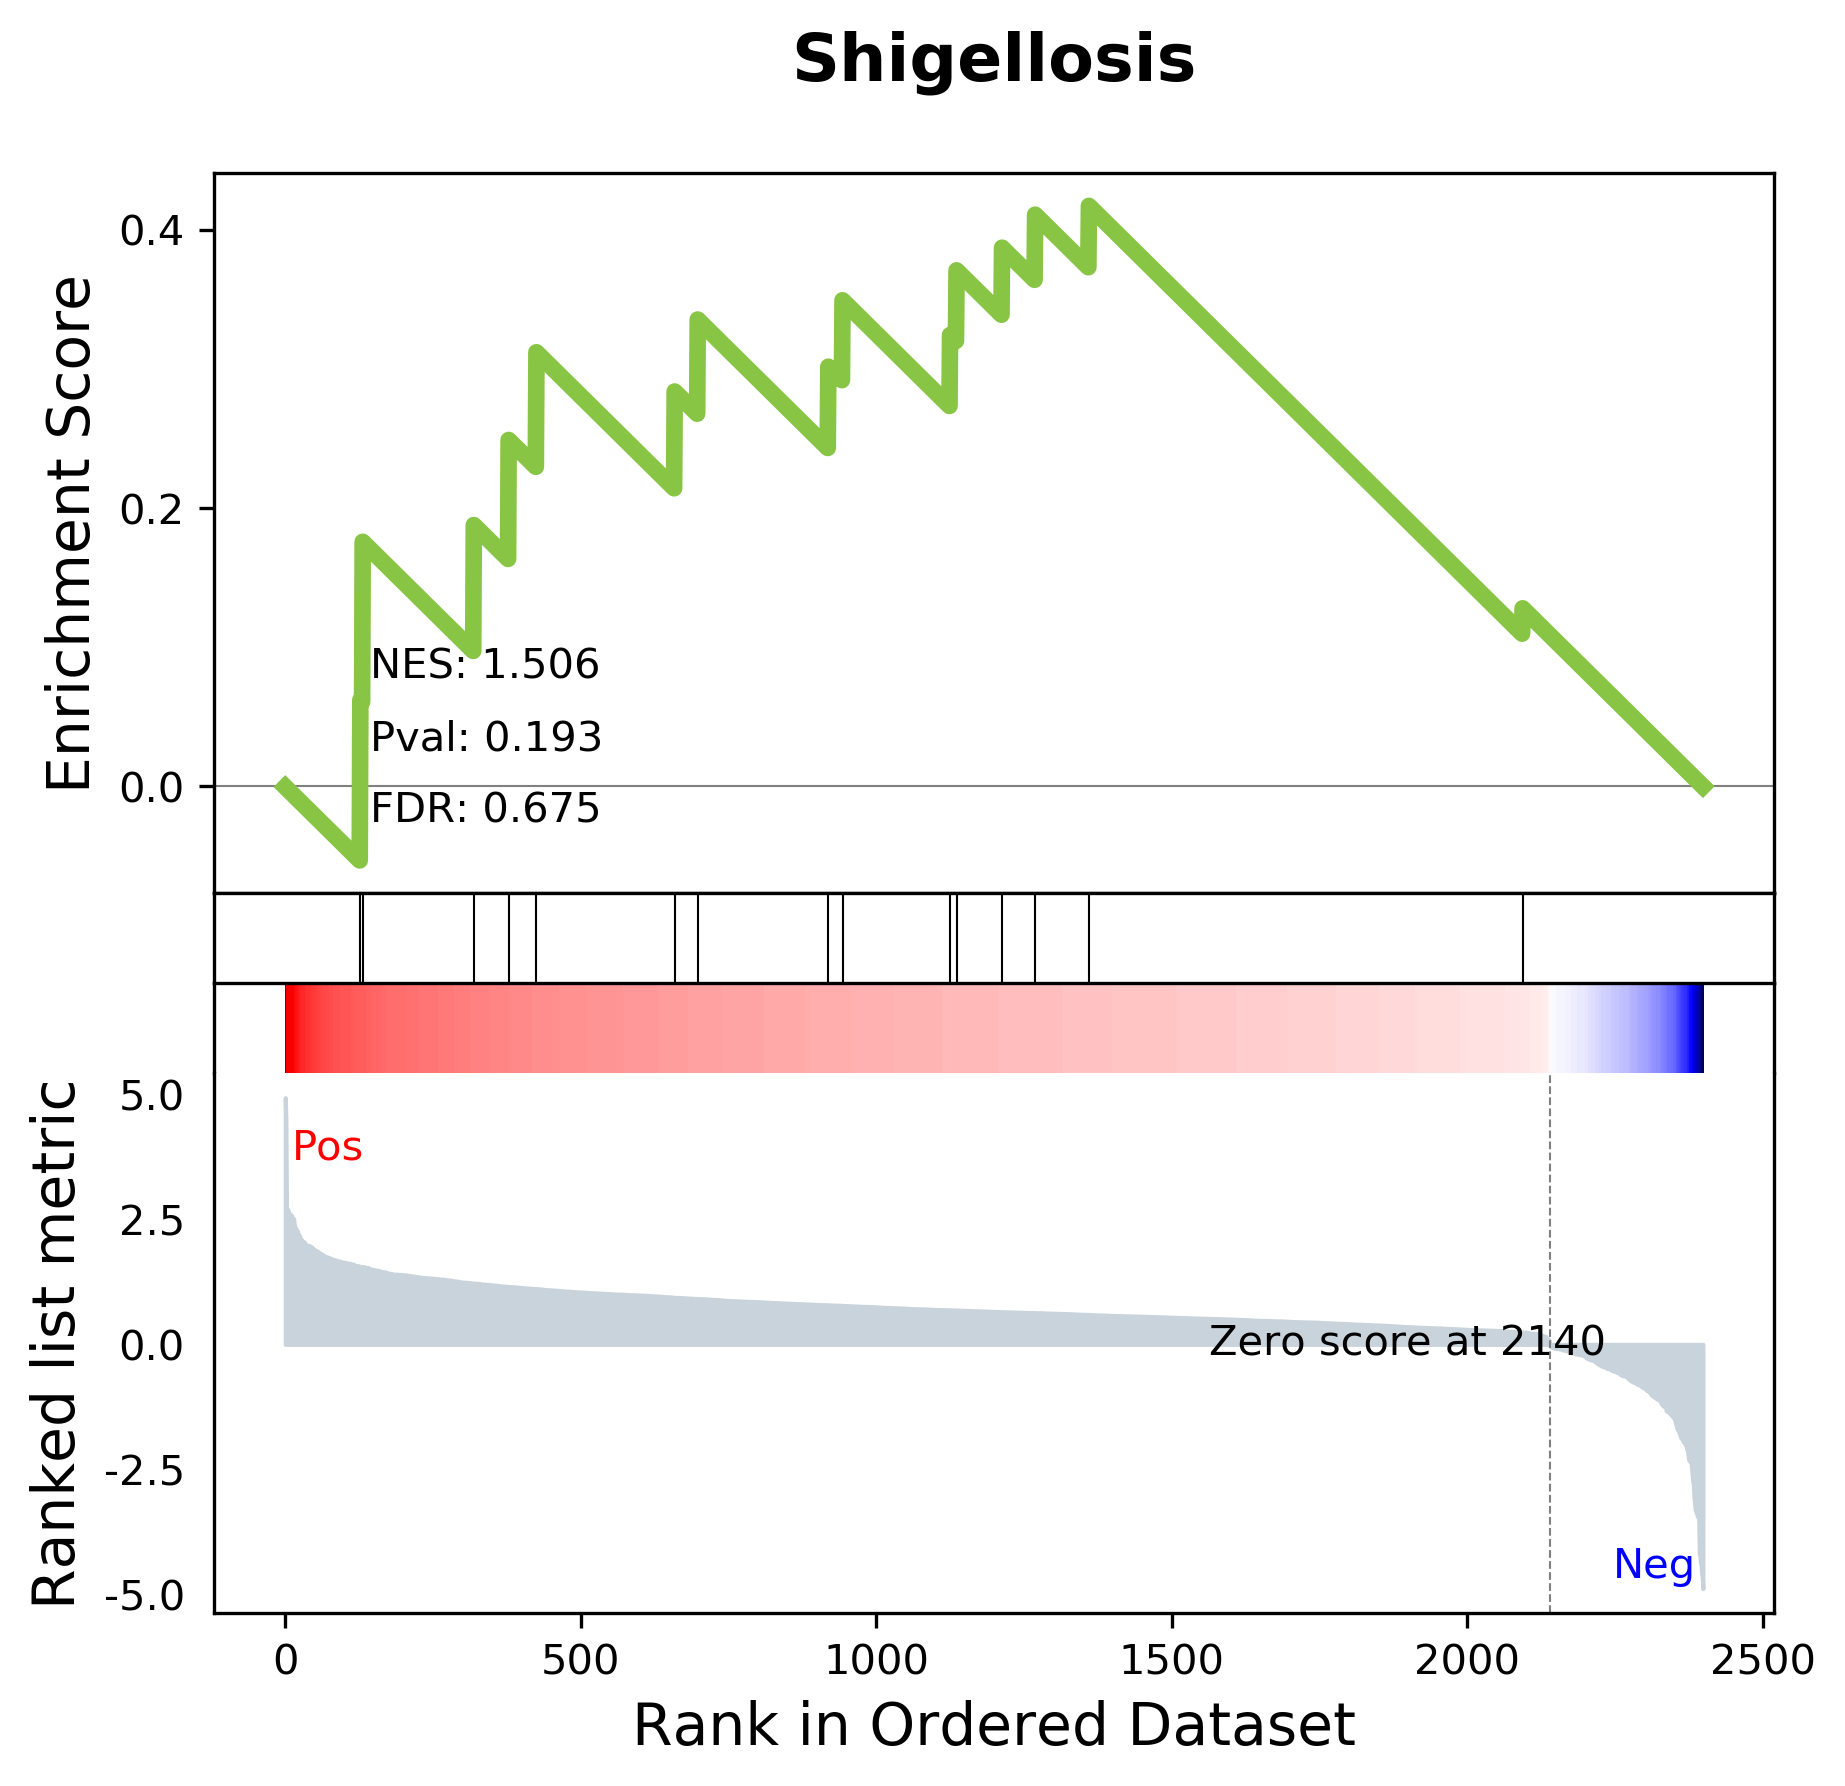 Shigellosis
Enrichment Score
0.4
0.2
0.0
NES: 1.506
Pval: 0.193
FDR: 0.675
Ranked list metric
5.0
2.5
0.0
-2.5
-5.0
Pos
Zero score at 2140
Neg
0 500 1000 1500 2000 2500
Rank in Ordered Dataset